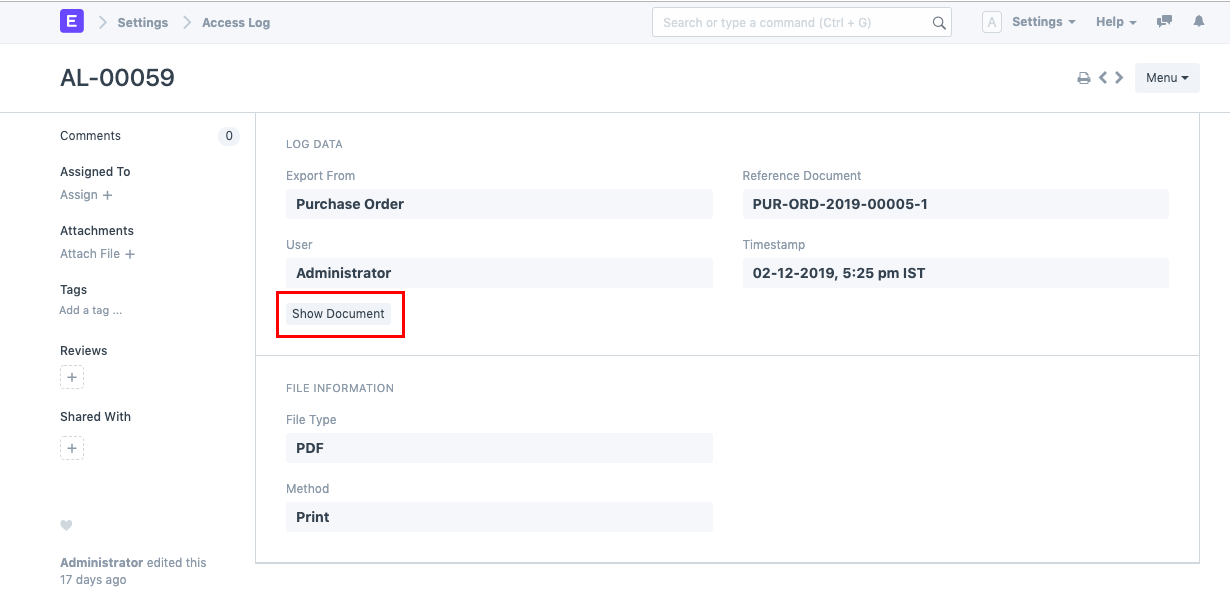 E Settings Access Log Search or type a command (Ctrl + G) A Settings Help
AL-00059 Menu
Comments 0
Assigned To
Assign +
Attachments
Attach File +
Tags
Add a tag ...
Reviews
+
Shared With
+
Administrator edited this
17 days ago
LOG DATA
Export From
Purchase Order
Reference Document
PUR-ORD-2019-00005-1
User
Administrator
Timestamp
02-12-2019, 5:25 pm IST
Show Document
FILE INFORMATION
File Type
PDF
Method
Print